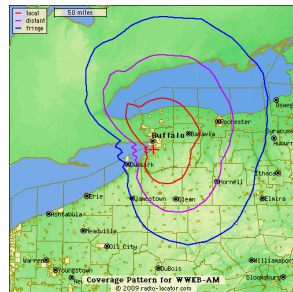 local
distant
fringe
50 miles
Oswego
Rochester
Buffalo
Batavia
Syracuse
Auburn
Dunkirk
Ithaca
Hornell
Jamestown
Olean
Elmira
Erie
Ashtabula
Meadville
Oil City
Warren
Williamsport
Youngstown
DuBois
Bloomsburg
Coverage Pattern for WWKB-AM
© 2009 radio-locator.com